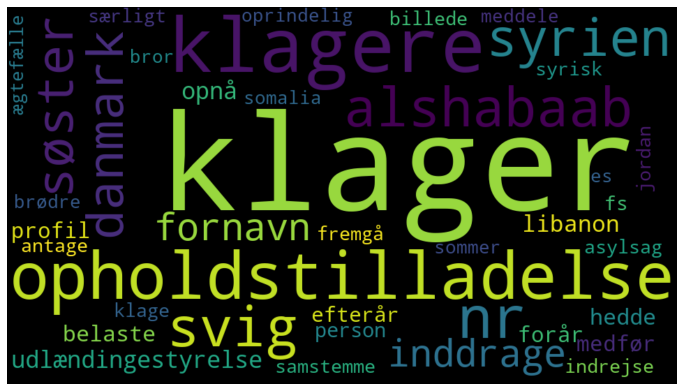 ægtefælle særligt oprindelig billede meddele
søster bror klagere syrien
danmark opnå somalia alshabaab syrisk
klager
brødre es jordan
profil fornavn fremgå libanon fs
antage sommer asylsag
opholdstilladelse
klage svig efterår nr forår hedde
belaste person inddrage medfør
udlændingestyrelse samstemme indrejse